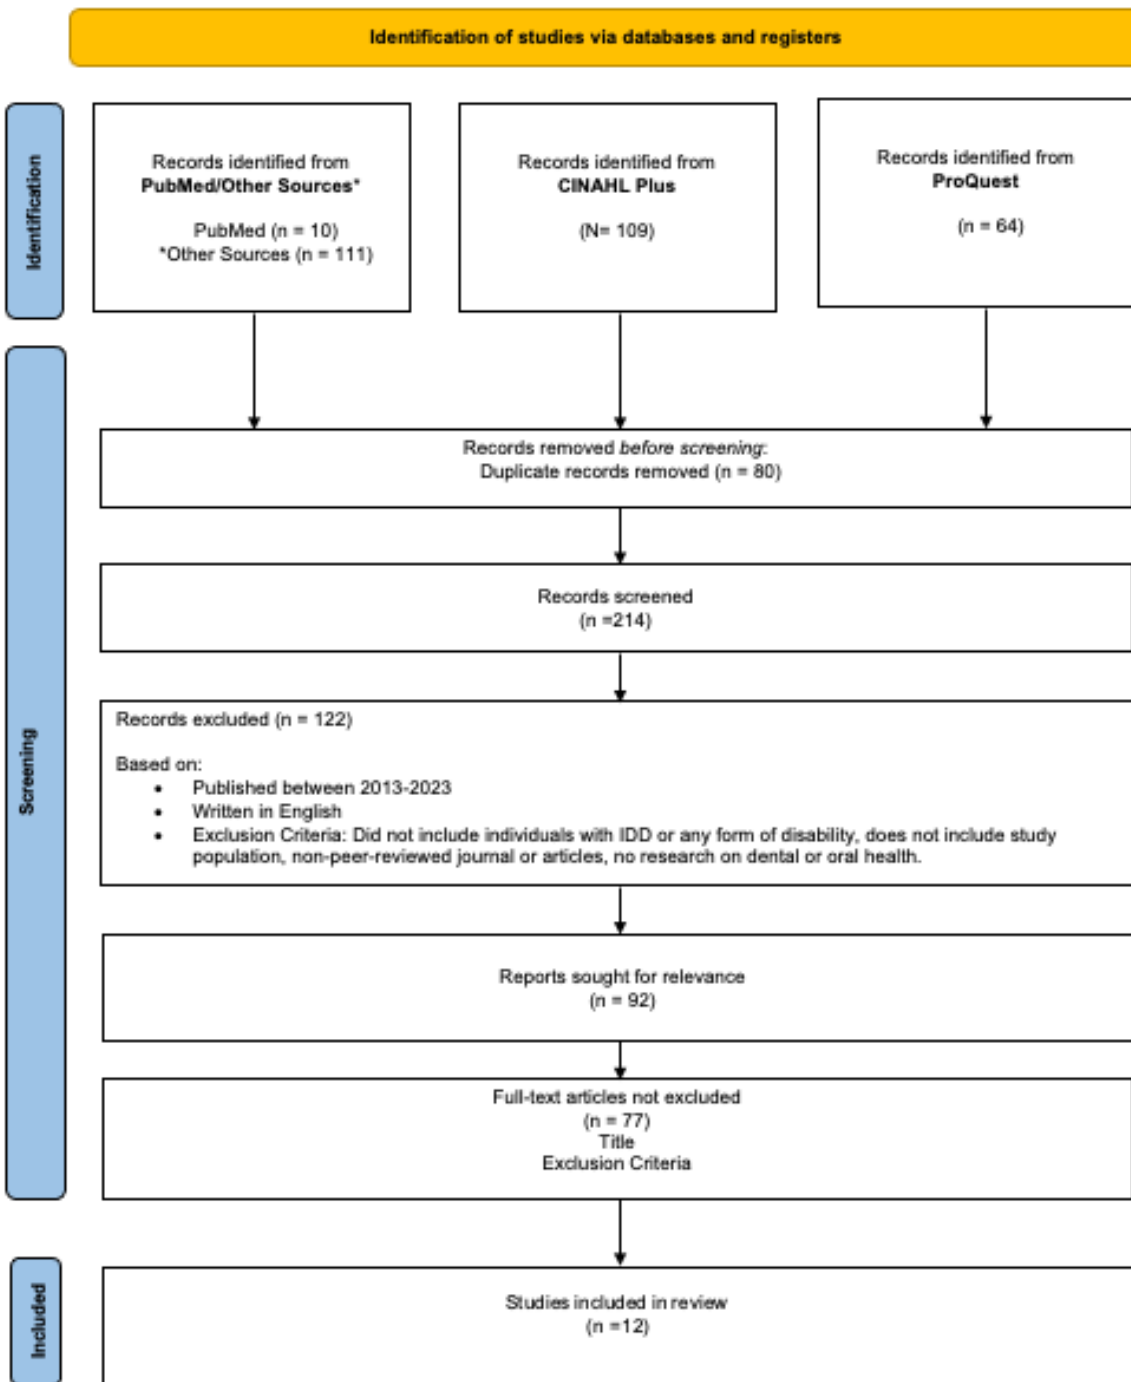 Identification of studies via databases and registers
Identification
Records identified from
PubMed/Other Sources*
PubMed (n = 10)
*Other Sources (n = 111)
Records identified from
CINAHL Plus
(N= 109)
Records identified from
ProQuest
(n = 64)
Screening
Records removed before screening:
Duplicate records removed (n = 80)
Records screened
(n =214)
Records excluded (n = 122)
Based on:
• Published between 2013-2023
• Written in English
• Exclusion Criteria: Did not include individuals with IDD or any form of disability, does not include study
population, non-peer-reviewed journal or articles, no research on dental or oral health.
Reports sought for relevance
(n = 92)
Full-text articles not excluded
(n = 77)
Title
Exclusion Criteria
Included
Studies included in review
(n =12)